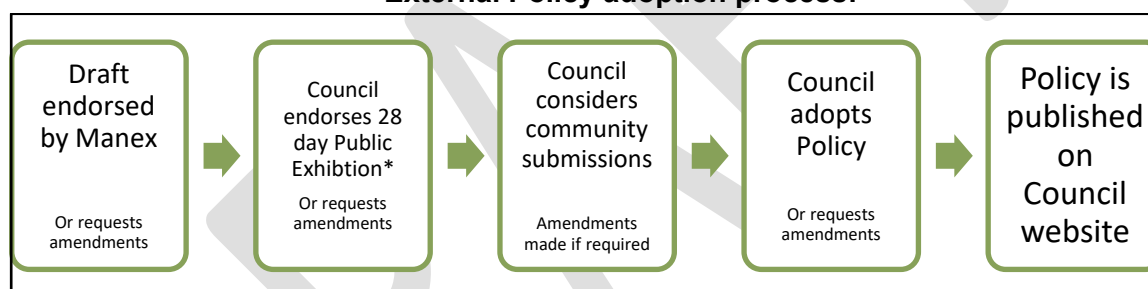 External Policy adoption process:
Draft
endorsed
by Manex
Or requests
amendments
Council
endorses 28
day Public
Exhibtion*
Or requests
amendments
Council
considers
community
submissions
Amendments
made if required
Council
adopts
Policy
Or requests
amendments
Policy is
published
on
Council
website